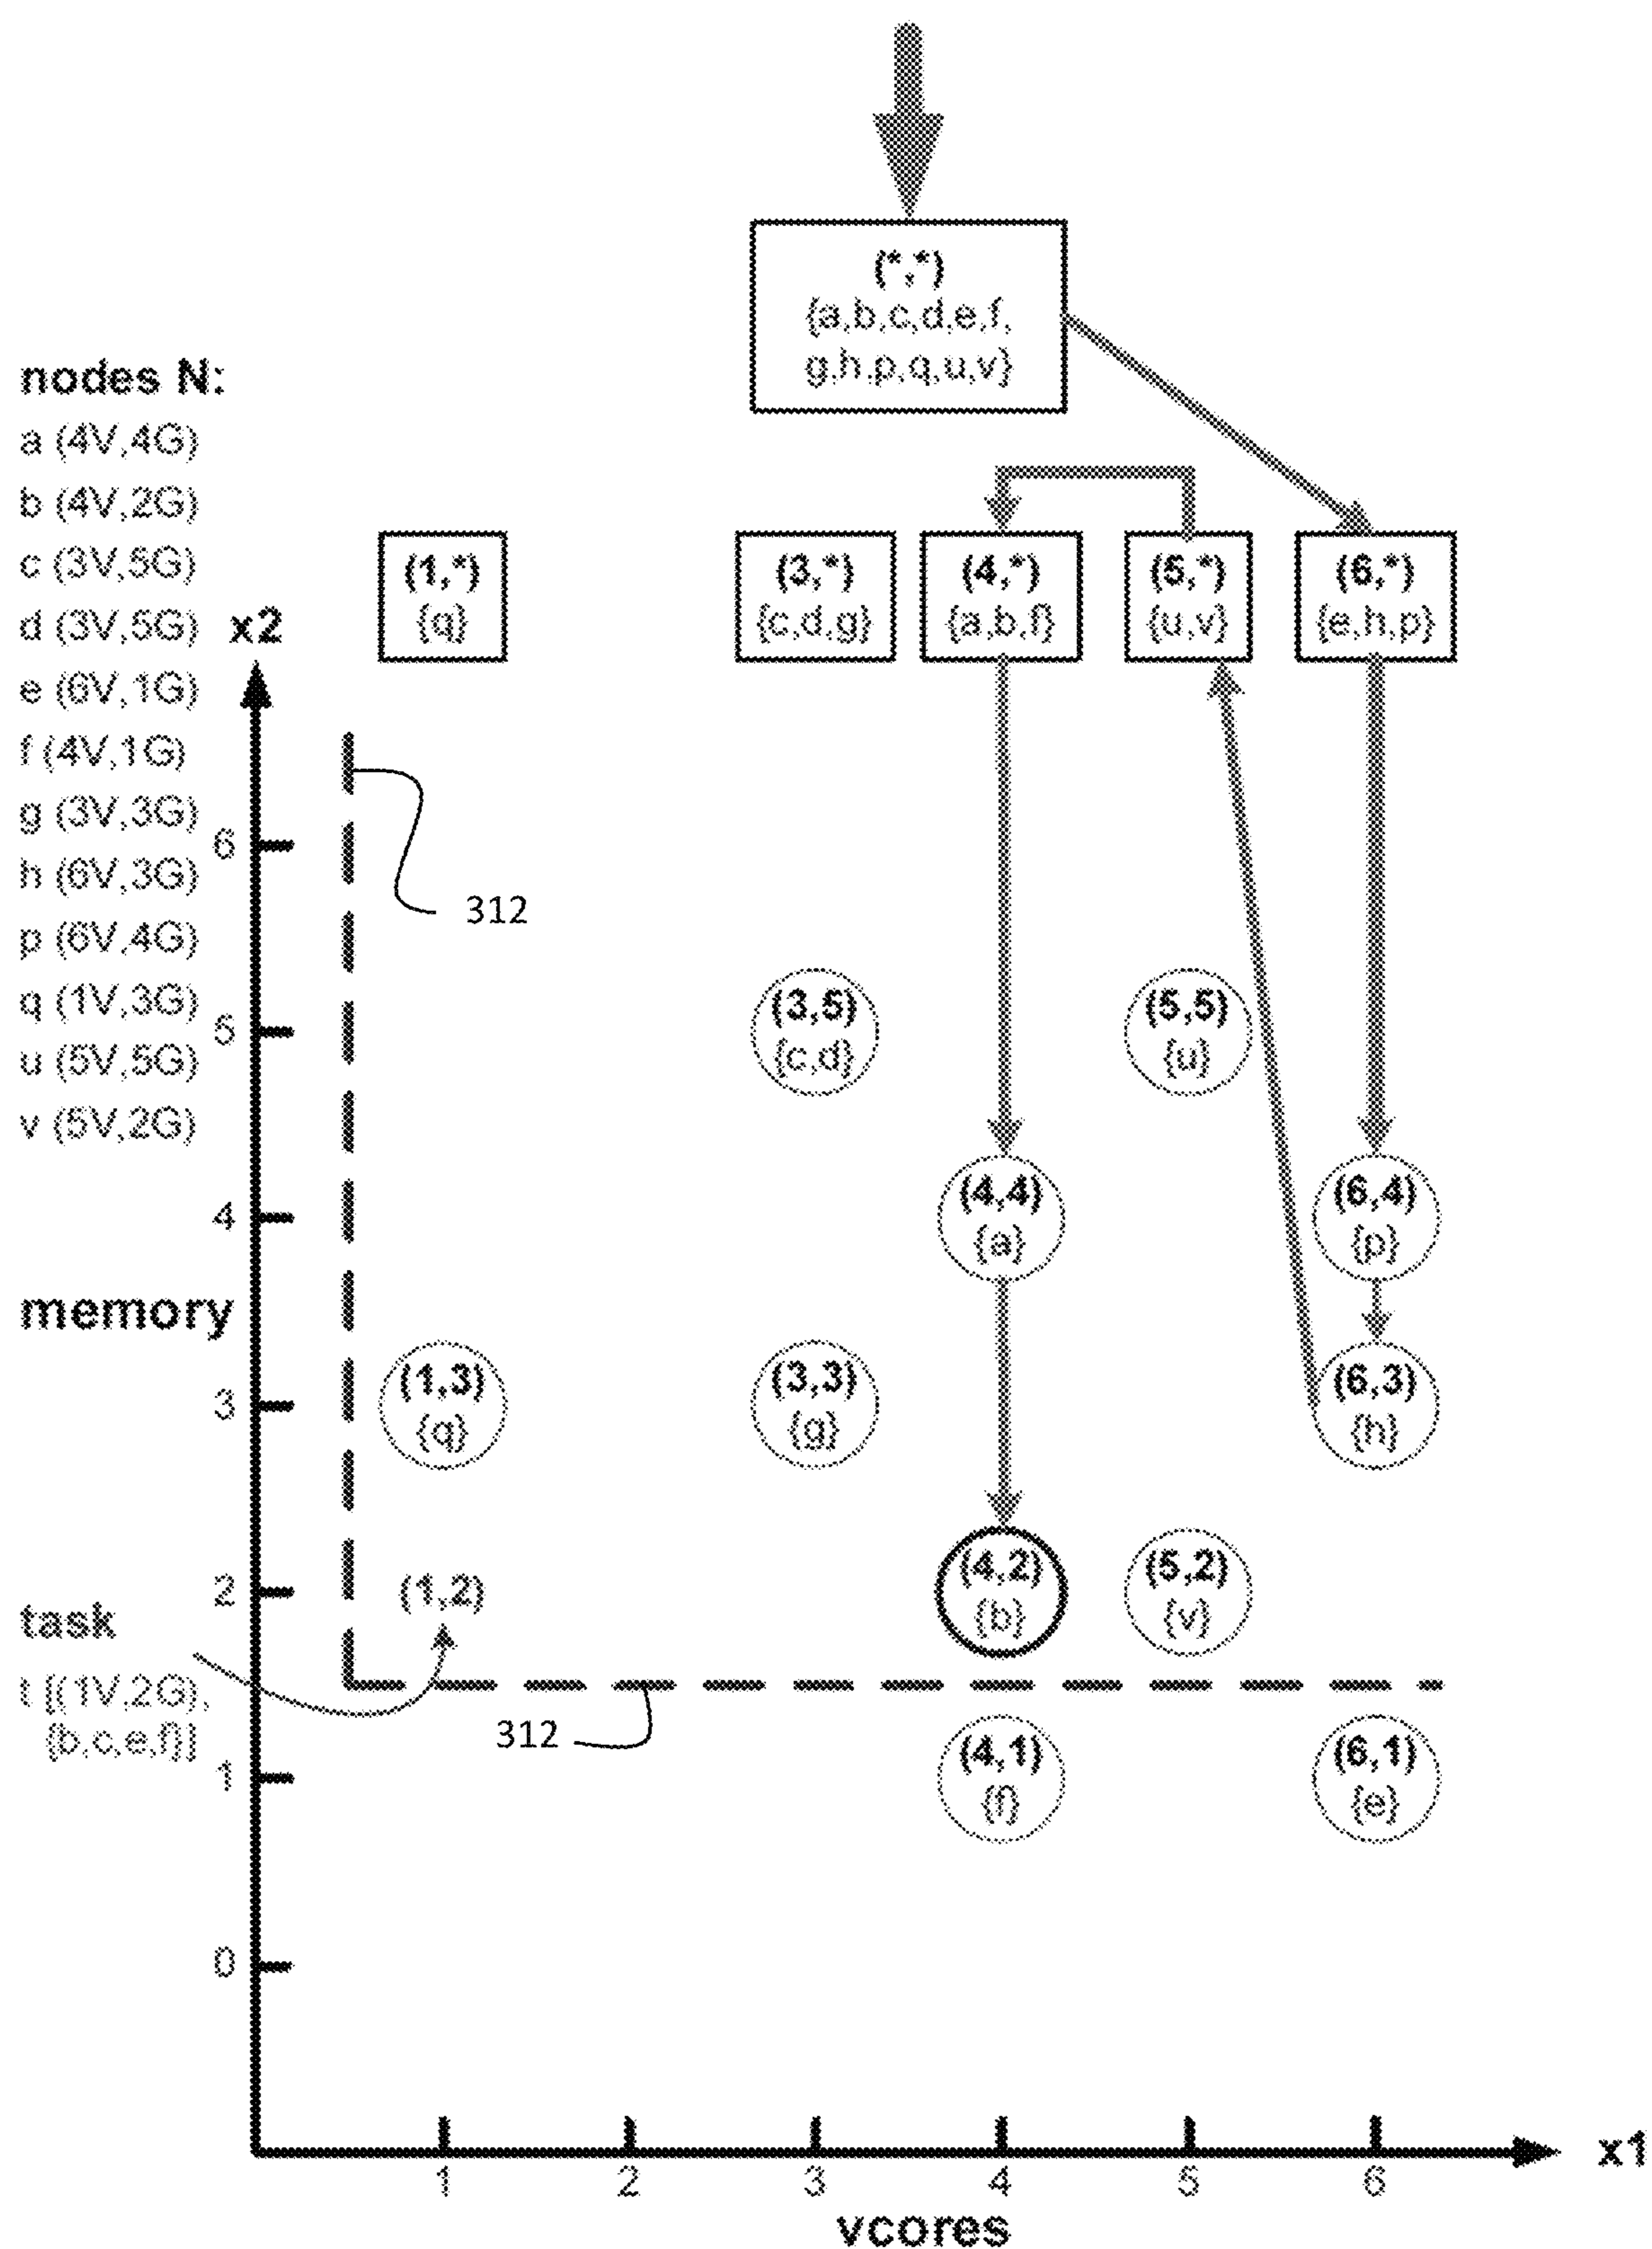 (*,*)
{a,b,c,d,e,f,
g,h,p,q,u,v}
nodes N:
a (4V,4G)
b (4V,2G)
c (3V,5G)
d (3V,5G)
e (6V,1G)
f (4V,1G)
g (3V,3G)
h (6V,3G)
p (6V,4G)
q (1V,3G)
u (5V,5G)
v (5V,2G)
x2
(1,*)
{q}
(3,*)
{c,d,g}
(4,*)
{a,b,f}
(5,*)
{u,v}
(6,*)
{e,h,p}
6
312
5
(3,5)
{c,d}
(5,5)
{u}
4
(4,4)
{a}
(6,4)
{p}
memory
3
(1,3)
{q}
(3,3)
{g}
(6,3)
{h}
2
(1,2)
(4,2)
{b}
(5,2)
{v}
task
t [(1V,2G),
{b,c,e,f}]
312
1
(4,1)
{f}
(6,1)
{e}
0
x1
1 2 3 4 5 6
vcores